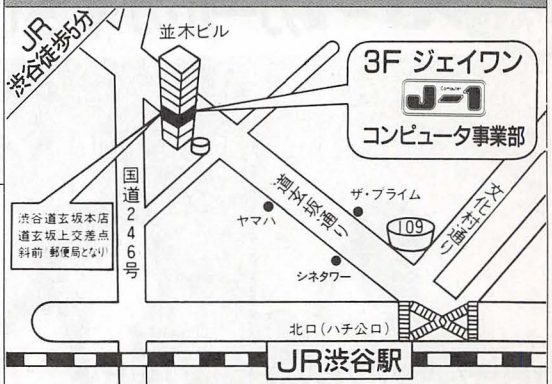 JR
渋谷徒歩5分
並木ビル
3F ジェイワン
Computer
J-1
コンピュータ事業部
国道246号
渋谷道玄坂本店
道玄坂上交差点
斜前(郵便局となり)
ヤマハ
道玄坂通り
ザ・プライム
109
文化村通り
シネタワー
北口(ハチ公口)
JR渋谷駅